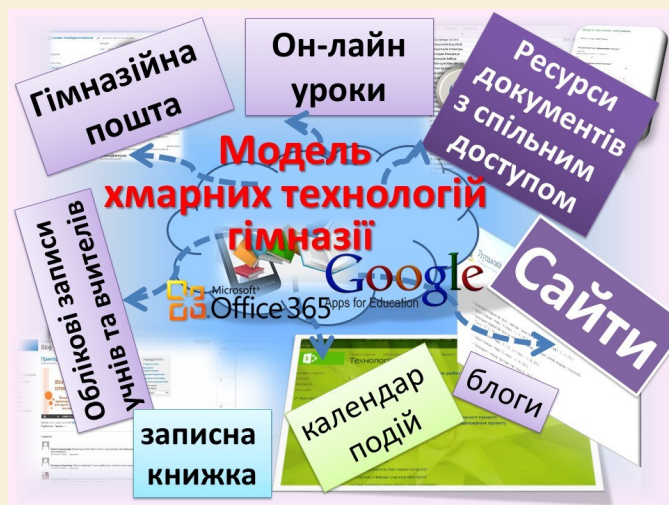 Гімназійна
пошта
Он-лайн
уроки
Ресурси
документів
з спільним
доступом
Модель
хмарних технологій
гімназії
Облікові записи
учнів та вчителів
Microsoft®
Office 365
Google
Apps for Education
Сайти
Технолог
календар
подій
блоги
записна
книжка